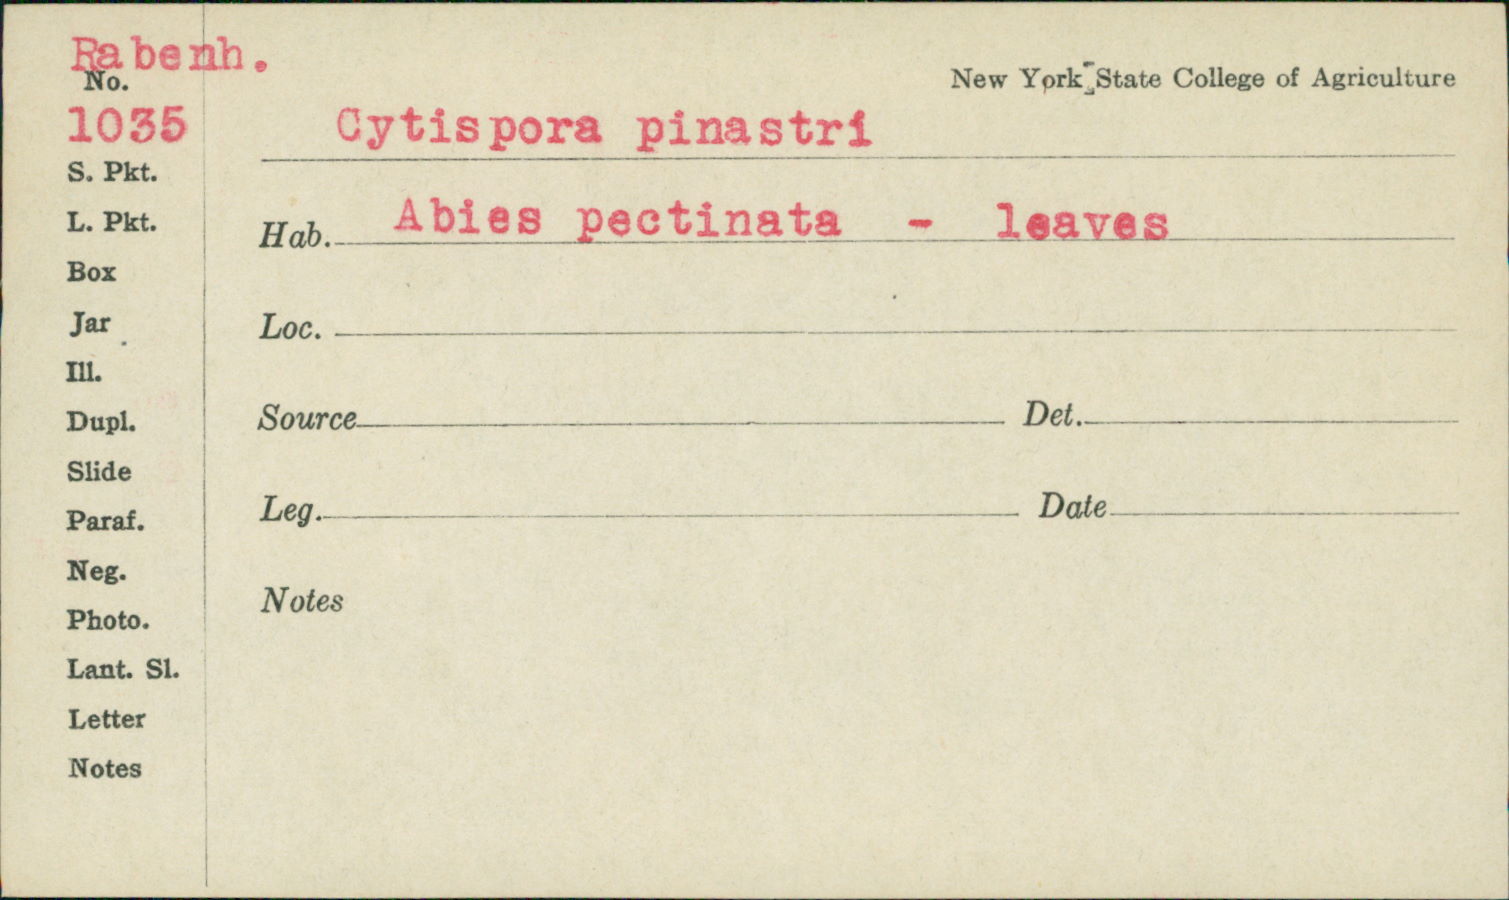 Rabenh.
No.
1035
S. Pkt.
L. Pkt.
Box
Jar
Ill.
Dupl.
Slide
Paraf.
Neg.
Photo.
Lant. Sl.
Letter
Notes
New York State College of Agriculture
Cytispora pinastri
Hab. Abies pectinata - leaves
Loc.
Source Det.
Leg. Date
Notes